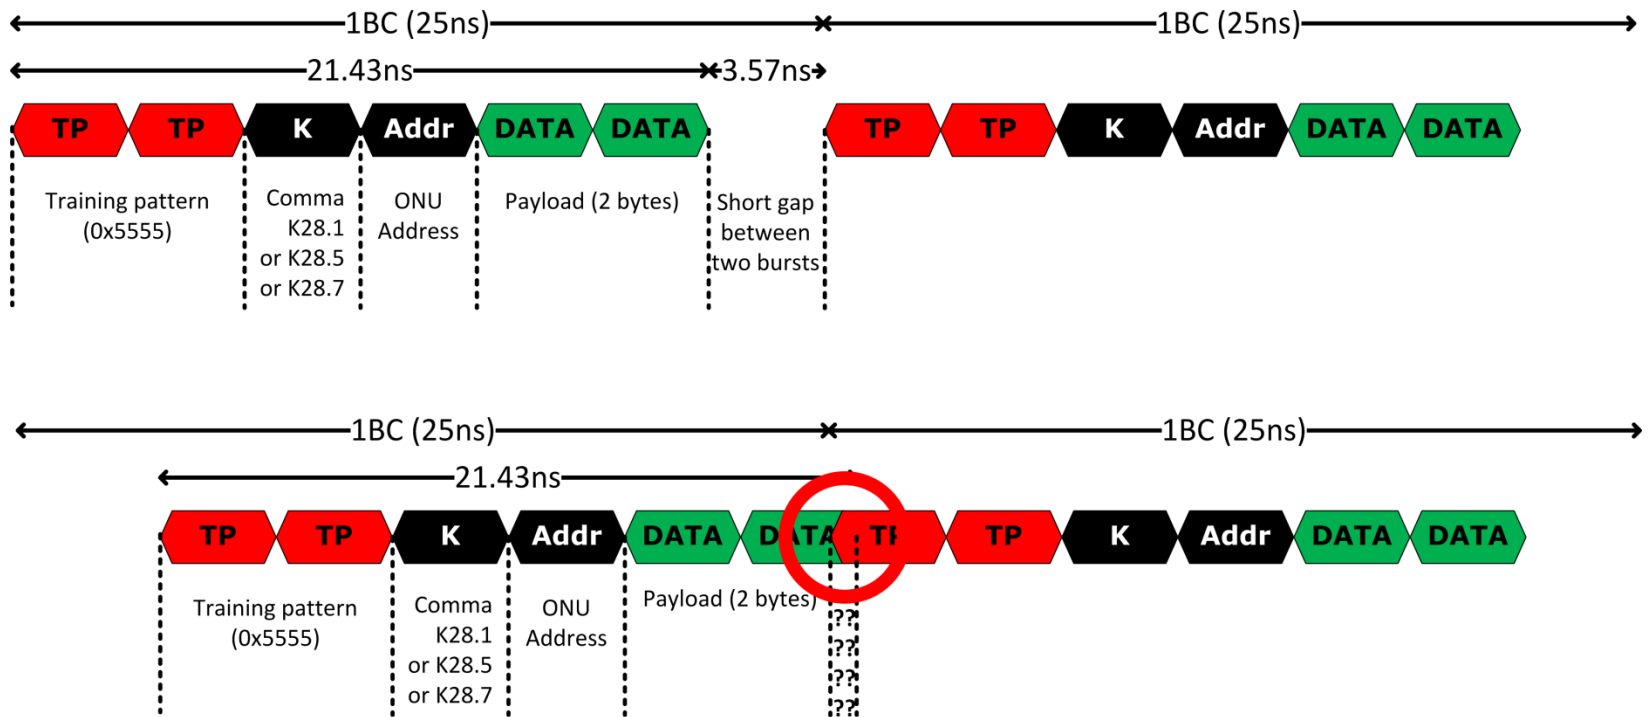 1BC (25ns) 1BC (25ns)
21.43ns 3.57ns
TP TP K Addr DATA DATA TP TP K Addr DATA DATA
Training pattern
(0x5555)
Comma
K28.1
or K28.5
or K28.7
ONU
Address
Payload (2 bytes)
Short gap
between
two bursts
1BC (25ns) 1BC (25ns)
21.43ns
TP TP K Addr DATA DATA TP TP K Addr DATA DATA
Training pattern
(0x5555)
Comma
K28.1
or K28.5
or K28.7
ONU
Address
Payload (2 bytes)
??
??
??
??